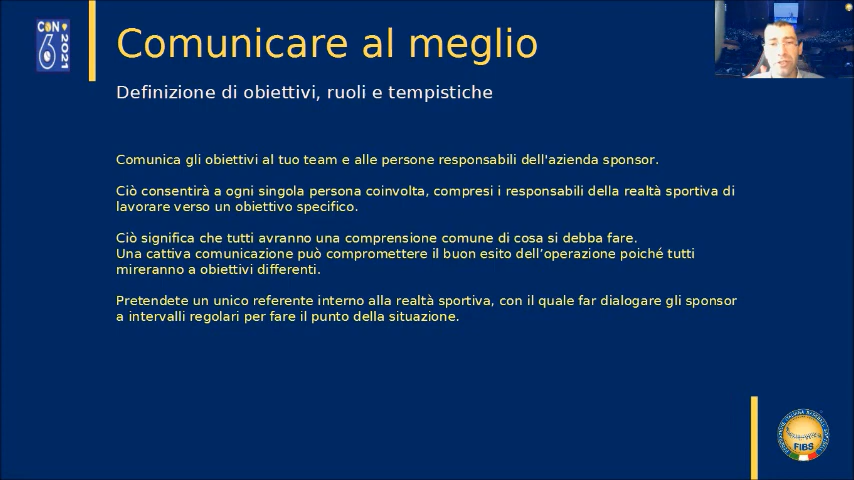 CON
6
2021
Comunicare al meglio
Definizione di obiettivi, ruoli e tempistiche
Comunica gli obiettivi al tuo team e alle persone responsabili dell'azienda sponsor.
Ciò consentirà a ogni singola persona coinvolta, compresi i responsabili della realtà sportiva di
lavorare verso un obiettivo specifico.
Ciò significa che tutti avranno una comprensione comune di cosa si debba fare.
Una cattiva comunicazione può compromettere il buon esito dell’operazione poiché tutti
mireranno a obiettivi differenti.
Pretendete un unico referente interno alla realtà sportiva, con il quale far dialogare gli sponsor
a intervalli regolari per fare il punto della situazione.
FIBS